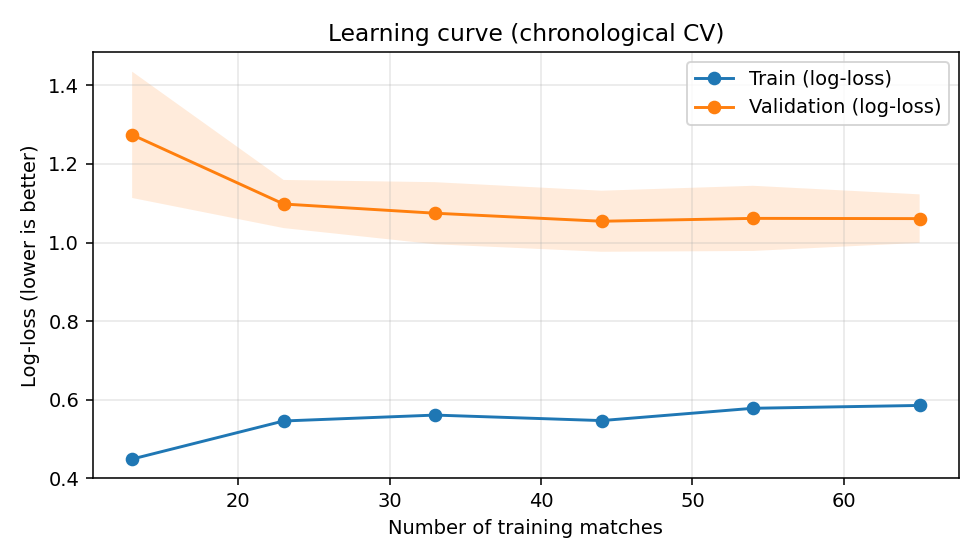 Learning curve (chronological CV)
Train (log-loss)
Validation (log-loss)
Log-loss (lower is better)
1.4
1.2
1.0
0.8
0.6
0.4
20 30 40 50 60
Number of training matches